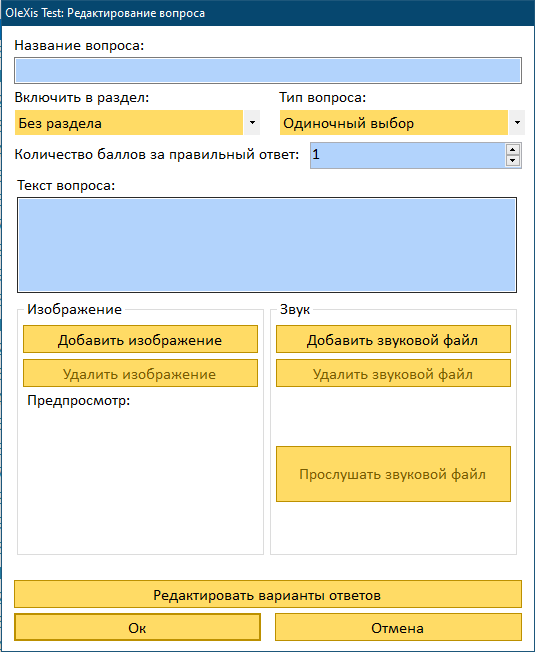 OleXis Test: Редактирование вопроса
Название вопроса:
Включить в раздел: Тип вопроса:
Без раздела Одиночный выбор
Количество баллов за правильный ответ: 1
Текст вопроса:
Изображение Звук
Добавить изображение Добавить звуковой файл
Удалить изображение Удалить звуковой файл
Предпросмотр:
Прослушать звуковой файл
Редактировать варианты ответов
Ок Отмена